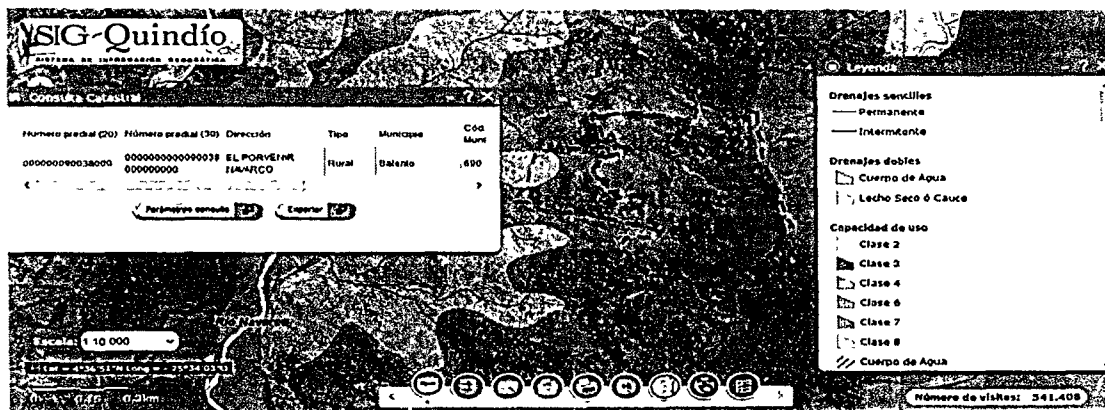 SIG-Quindío
SISTEMA DE INFORMACIÓN GEOGRÁFICA
Consulta Catastral
Número predial (20) Número predial (30) Dirección Tipo Municipio Cód Muni
0000000000090038 EL PORVENIR
000000090038000 Rural Salento 690
000000000 NAVARCO
Parámetros consulta Exportar
Escala: 1:10 000
Leyenda
Drenajes sencillos
Permanente
Intermitente
Drenajes dobles
Cuerpo de Agua
Lecho Seco ó Cauce
Capacidad de uso
Clase 2
Clase 3
Clase 4
Clase 6
Clase 7
Clase 8
Cuerpo de Agua
Número de visitas: 541.408